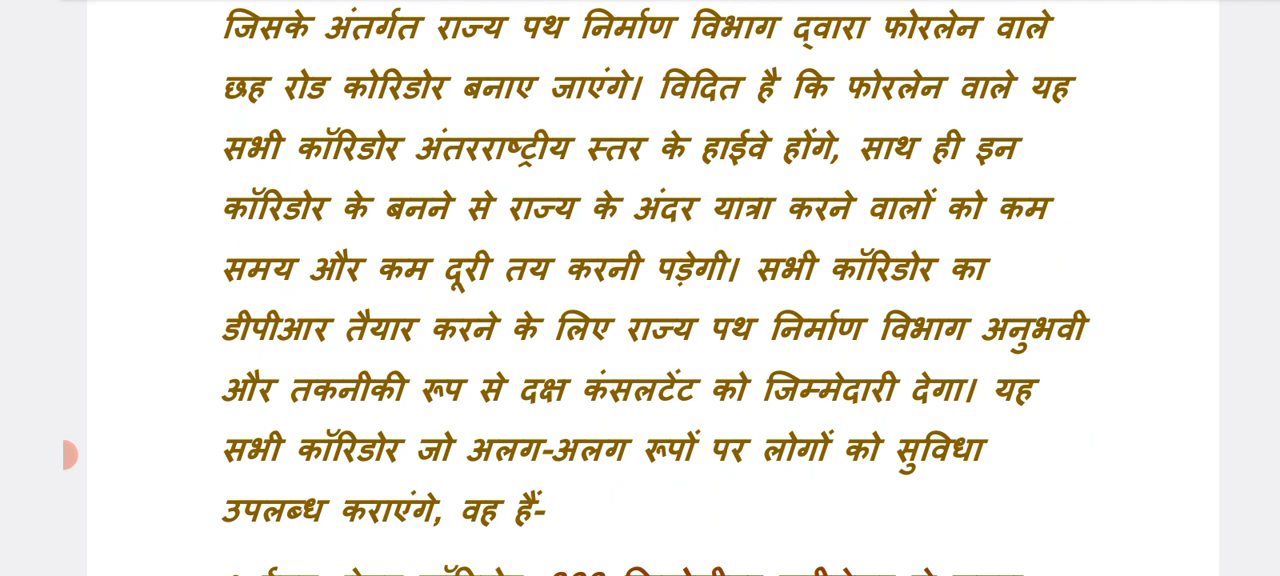 जिसके अंतर्गत राज्य पथ निर्माण विभाग द्वारा फोरलेन वाले
छह रोड कोरिडोर बनाए जाएंगे। विदित है कि फोरलेन वाले यह
सभी कॉरिडोर अंतरराष्ट्रीय स्तर के हाईवे होंगे, साथ ही इन
कॉरिडोर के बनने से राज्य के अंदर यात्रा करने वालों को कम
समय और कम दूरी तय करनी पड़ेगी। सभी कॉरिडोर का
डीपीआर तैयार करने के लिए राज्य पथ निर्माण विभाग अनुभवी
और तकनीकी रूप से दक्ष कंसलटेंट को जिम्मेदारी देगा। यह
सभी कॉरिडोर जो अलग-अलग रूपों पर लोगों को सुविधा
उपलब्ध कराएंगे, वह हैं-